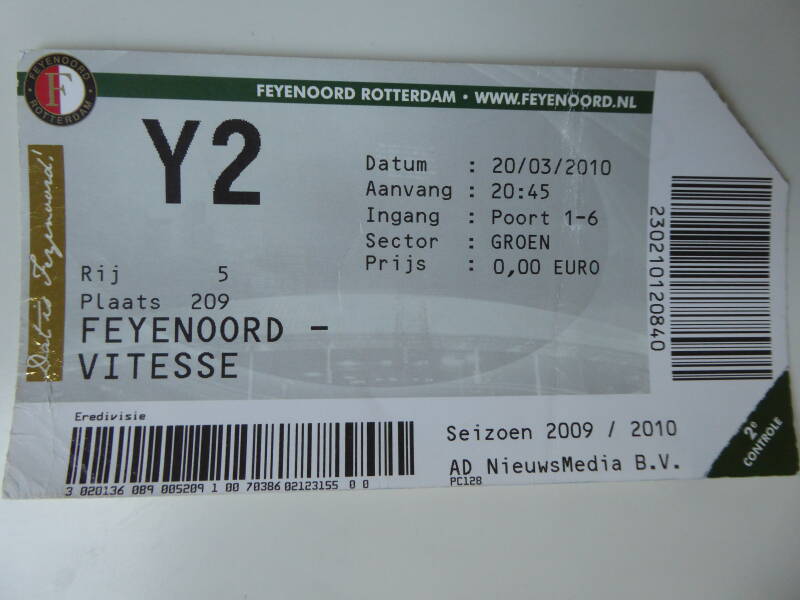 FEYENOORD ROTTERDAM • WWW.FEYENOORD.NL
FEYENOORD
F
ROTTERDAM
Dat is Feyenoord!
Y2
Datum : 20/03/2010
Aanvang : 20:45
Ingang : Poort 1-6
Sector : GROEN
Prijs : 0,00 EURO
Rij 5
Plaats 209
FEYENOORD -
VITESSE
230210120840
Eredivisie
3 020136 089 005209 1 00 70386 02123155 0 0
Seizoen 2009 / 2010
AD NieuwsMedia B.V.
PC128
2e
CONTROLE